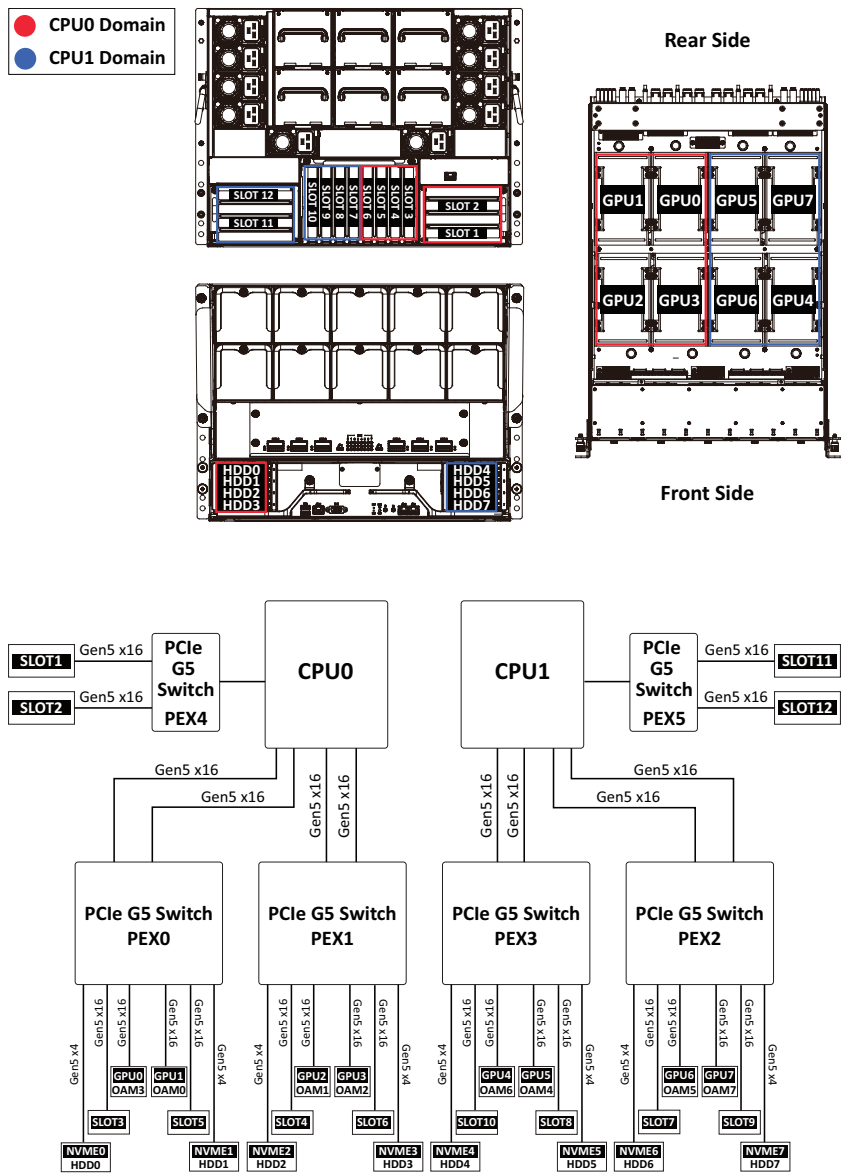 CPU0 Domain
CPU1 Domain
Rear Side
SLOT 12
SLOT 11
SLOT 10
SLOT 9
SLOT 8
SLOT 7
SLOT 6
SLOT 5
SLOT 4
SLOT 3
SLOT 2
SLOT 1
GPU1
GPU0
GPU5
GPU7
GPU2
GPU3
GPU6
GPU4
HDD0
HDD1
HDD2
HDD3
HDD4
HDD5
HDD6
HDD7
Front Side
SLOT1
Gen5 x16
SLOT2
Gen5 x16
PCIe
G5
Switch
PEX4
CPU0
CPU1
PCIe
G5
Switch
PEX5
Gen5 x16
SLOT11
Gen5 x16
SLOT12
Gen5 x16
Gen5 x16
Gen5 x16
Gen5 x16
Gen5 x16
Gen5 x16
Gen5 x16
Gen5 x16
PCIe G5 Switch
PEX0
PCIe G5 Switch
PEX1
PCIe G5 Switch
PEX3
PCIe G5 Switch
PEX2
Gen5 x4
Gen5 x16
Gen5 x16
Gen5 x16
Gen5 x16
Gen5 x4
Gen5 x4
Gen5 x16
Gen5 x16
Gen5 x16
Gen5 x16
Gen5 x4
Gen5 x4
Gen5 x16
Gen5 x16
Gen5 x16
Gen5 x16
Gen5 x4
Gen5 x4
Gen5 x16
Gen5 x16
Gen5 x16
Gen5 x16
Gen5 x4
GPU0
OAM3
GPU1
OAM0
GPU2
OAM1
GPU3
OAM2
GPU4
OAM6
GPU5
OAM4
GPU6
OAM5
GPU7
OAM7
SLOT3
SLOT5
SLOT4
SLOT6
SLOT10
SLOT8
SLOT7
SLOT9
NVME0
HDD0
NVME1
HDD1
NVME2
HDD2
NVME3
HDD3
NVME4
HDD4
NVME5
HDD5
NVME6
HDD6
NVME7
HDD7